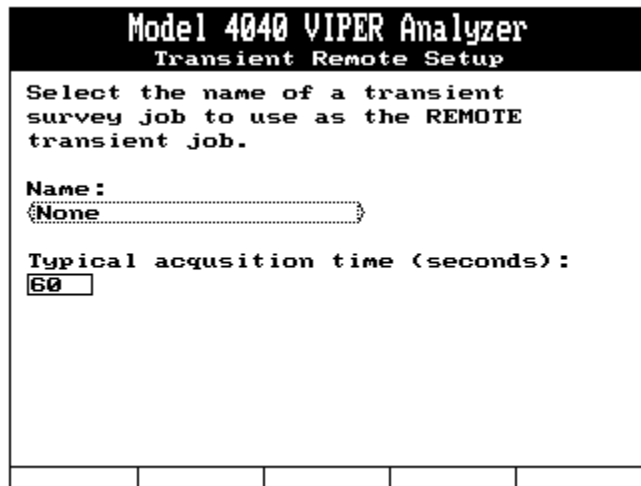 Model 4040 VIPER Analyzer
Transient Remote Setup
Select the name of a transient
survey job to use as the REMOTE
transient job.
Name:
None
Typical acqusition time (seconds):
60